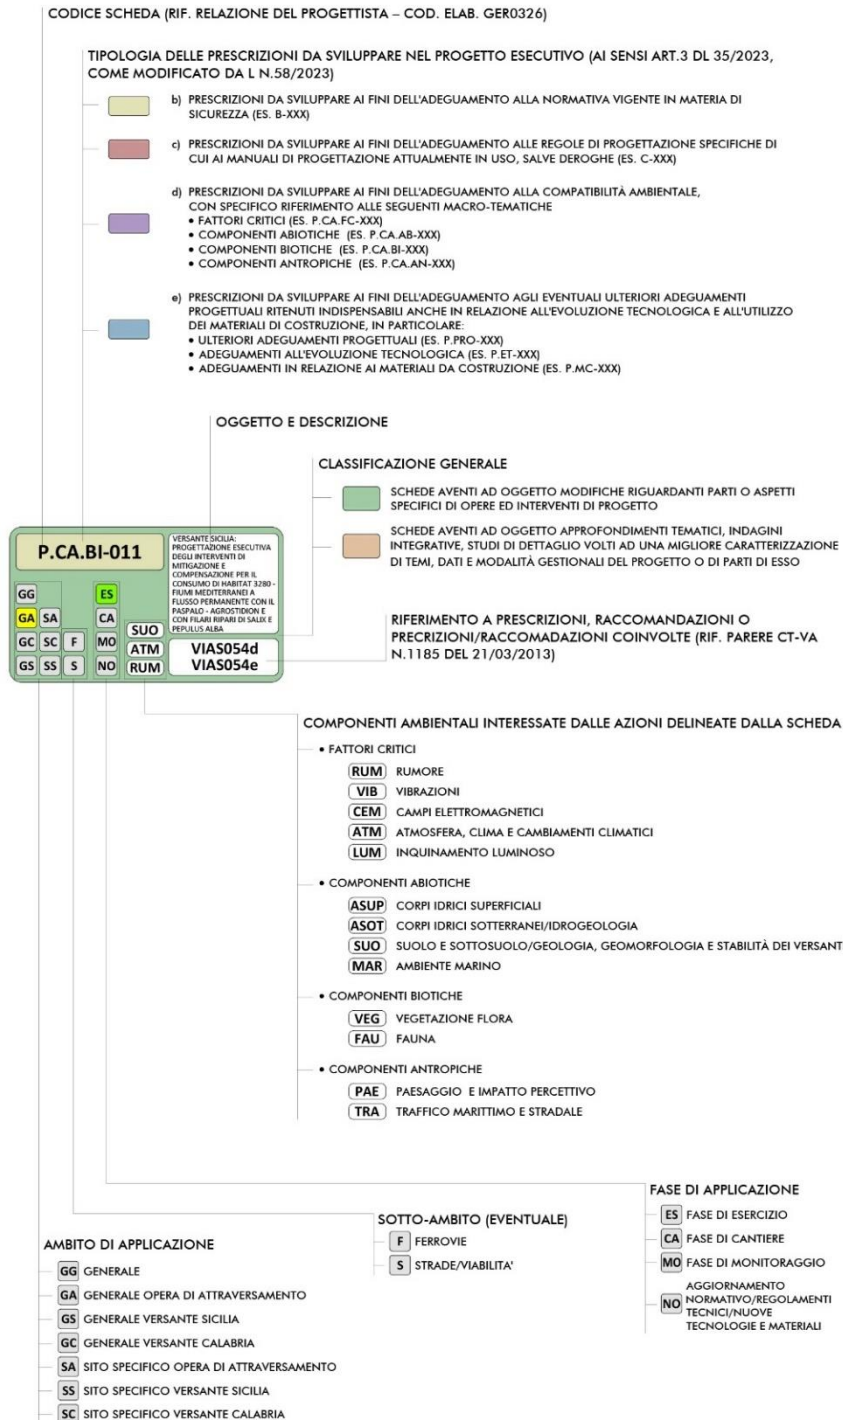 CODICE SCHEDA (RIF. RELAZIONE DEL PROGETTISTA – COD. ELAB. GER0326)
TIPOLOGIA DELLE PRESCRIZIONI DA SVILUPPARE NEL PROGETTO ESECUTIVO (AI SENSI ART.3 DL 35/2023,
COME MODIFICATO DA L N.58/2023)
b) PRESCRIZIONI DA SVILUPPARE AI FINI DELL'ADEGUAMENTO ALLA NORMATIVA VIGENTE IN MATERIA DI
SICUREZZA (ES. B-XXX)
c) PRESCRIZIONI DA SVILUPPARE AI FINI DELL'ADEGUAMENTO ALLE REGOLE DI PROGETTAZIONE SPECIFICHE DI
CUI AI MANUALI DI PROGETTAZIONE ATTUALMENTE IN USO, SALVE DEROGHE (ES. C-XXX)
d) PRESCRIZIONI DA SVILUPPARE AI FINI DELL'ADEGUAMENTO ALLA COMPATIBILITÀ AMBIENTALE,
CON SPECIFICO RIFERIMENTO ALLE SEGUENTI MACRO-TEMATICHE
• FATTORI CRITICI (ES. P.CA.FC-XXX)
• COMPONENTI ABIOTICHE (ES. P.CA.AB-XXX)
• COMPONENTI BIOTICHE (ES. P.CA.BI-XXX)
• COMPONENTI ANTROPICHE (ES. P.CA.AN-XXX)
e) PRESCRIZIONI DA SVILUPPARE AI FINI DELL'ADEGUAMENTO AGLI EVENTUALI ULTERIORI ADEGUAMENTI
PROGETTUALI RITENUTI INDISPENSABILI ANCHE IN RELAZIONE ALL'EVOLUZIONE TECNOLOGICA E ALL'UTILIZZO
DEI MATERIALI DI COSTRUZIONE, IN PARTICOLARE:
• ULTERIORI ADEGUAMENTI PROGETTUALI (ES. P.PRO-XXX)
• ADEGUAMENTI ALL'EVOLUZIONE TECNOLOGICA (ES. P.ET-XXX)
• ADEGUAMENTI IN RELAZIONE AI MATERIALI DA COSTRUZIONE (ES. P.MC-XXX)
OGGETTO E DESCRIZIONE
CLASSIFICAZIONE GENERALE
SCHEDE AVENTI AD OGGETTO MODIFICHE RIGUARDANTI PARTI O ASPETTI
SPECIFICI DI OPERE ED INTERVENTI DI PROGETTO
SCHEDE AVENTI AD OGGETTO APPROFONDIMENTI TEMATICI, INDAGINI
INTEGRATIVE, STUDI DI DETTAGLIO VOLTI AD UNA MIGLIORE CARATTERIZZAZIONE
DI TEMI, DATI E MODALITÀ GESTIONALI DEL PROGETTO O DI PARTI DI ESSO
P.CA.BI-011
VERSANTE SICILIA:
PROGETTAZIONE ESECUTIVA
DEGLI INTERVENTI DI
MITIGAZIONE E
COMPENSAZIONE PER IL
CONSUMO DI HABITAT 3280 -
FIUMI MEDITERRANEI A
FLUSSO PERMANENTE CON IL
PASPALO - AGROSTIDION E
CON FILARI RIPARI DI SALIX E
PEPULUS ALBA
GG ES
GA SA CA SUO
GC SC F MO ATM VIAS054d
GS SS S NO RUM VIAS054e
RIFERIMENTO A PRESCRIZIONI, RACCOMANDAZIONI O
PRECRIZIONI/RACCOMADAZIONI COINVOLTE (RIF. PARERE CT-VA
N.1185 DEL 21/03/2013)
COMPONENTI AMBIENTALI INTERESSATE DALLE AZIONI DELINEATE DALLA SCHEDA
• FATTORI CRITICI
RUM RUMORE
VIB VIBRAZIONI
CEM CAMPI ELETTROMAGNETICI
ATM ATMOSFERA, CLIMA E CAMBIAMENTI CLIMATICI
LUM INQUINAMENTO LUMINOSO
• COMPONENTI ABIOTICHE
ASUP CORPI IDRICI SUPERFICIALI
ASOT CORPI IDRICI SOTTERRANEI/IDROGEOLOGIA
SUO SUOLO E SOTTOSUOLO/GEOLOGIA, GEOMORFOLOGIA E STABILITÀ DEI VERSANT
MAR AMBIENTE MARINO
• COMPONENTI BIOTICHE
VEG VEGETAZIONE FLORA
FAU FAUNA
• COMPONENTI ANTROPICHE
PAE PAESAGGIO E IMPATTO PERCETTIVO
TRA TRAFFICO MARITTIMO E STRADALE
FASE DI APPLICAZIONE
ES FASE DI ESERCIZIO
CA FASE DI CANTIERE
MO FASE DI MONITORAGGIO
AGGIORNAMENTO
NO NORMATIVO/REGOLAMENTI
TECNICI/NUOVE
TECNOLOGIE E MATERIALI
SOTTO-AMBITO (EVENTUALE)
F FERROVIE
S STRADE/VIABILITA'
AMBITO DI APPLICAZIONE
GG GENERALE
GA GENERALE OPERA DI ATTRAVERSAMENTO
GS GENERALE VERSANTE SICILIA
GC GENERALE VERSANTE CALABRIA
SA SITO SPECIFICO OPERA DI ATTRAVERSAMENTO
SS SITO SPECIFICO VERSANTE SICILIA
SC SITO SPECIFICO VERSANTE CALABRIA